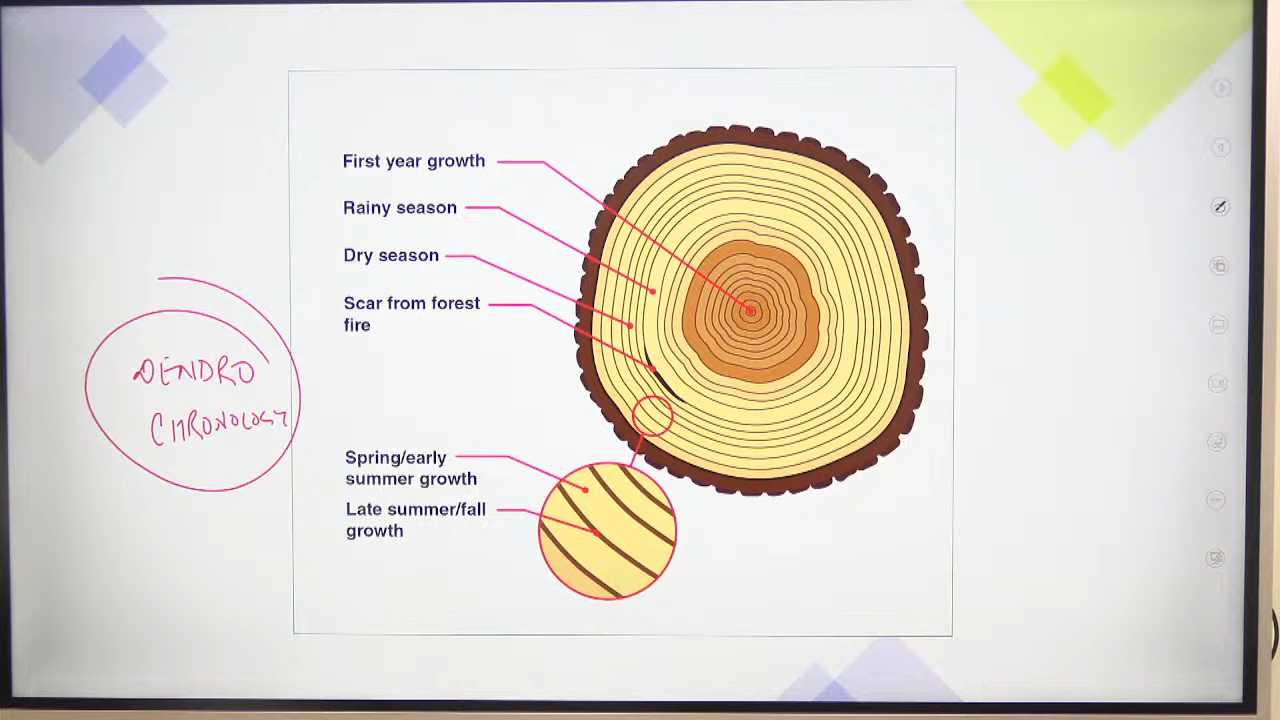 First year growth
Rainy season
Dry season
Scar from forest
fire
DENDRO
CHRONOLOGY
Spring/early
summer growth
Late summer/fall
growth